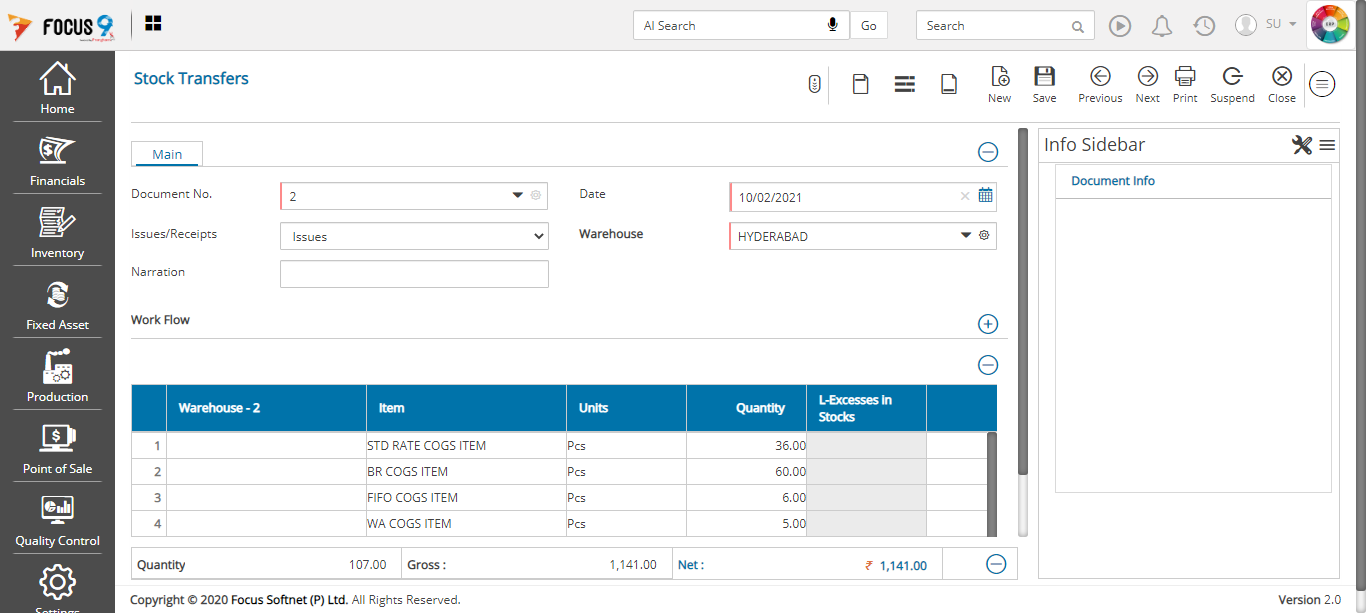 FOCUS 9
AI Search
Go
Search
SU
Home
Financials
Inventory
Fixed Asset
Production
Point of Sale
Quality Control
Settings
Stock Transfers
New
Save
Previous
Next
Print
Suspend
Close
Main
Document No.
2
Date
10/02/2021
Issues/Receipts
Issues
Warehouse
HYDERABAD
Narration
Work Flow
Warehouse - 2 Item Units Quantity L-Excesses in
Stocks
1 STD RATE COGS ITEM Pcs 36.00
2 BR COGS ITEM Pcs 60.00
3 FIFO COGS ITEM Pcs 6.00
4 WA COGS ITEM Pcs 5.00
Quantity 107.00 Gross : 1,141.00 Net : ₹ 1,141.00
Info Sidebar
Document Info
Copyright © 2020 Focus Softnet (P) Ltd. All Rights Reserved.
Version 2.0